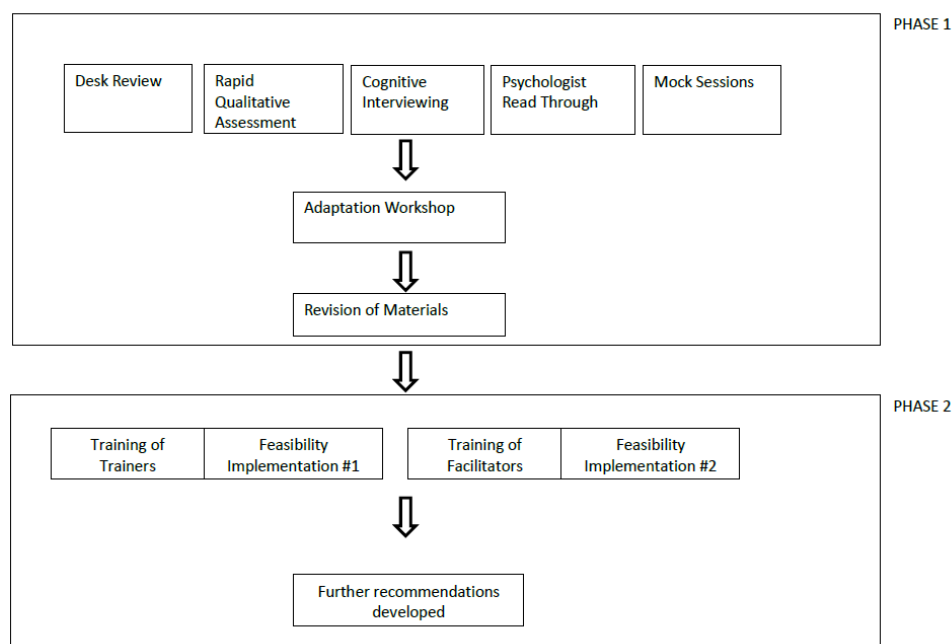 PHASE 1
Desk Review
Rapid
Qualitative
Assessment
Cognitive
Interviewing
Psychologist
Read Through
Mock Sessions
Adaptation Workshop
Revision of Materials
PHASE 2
Training of
Trainers
Feasibility
Implementation #1
Training of
Facilitators
Feasibility
Implementation #2
Further recommendations
developed